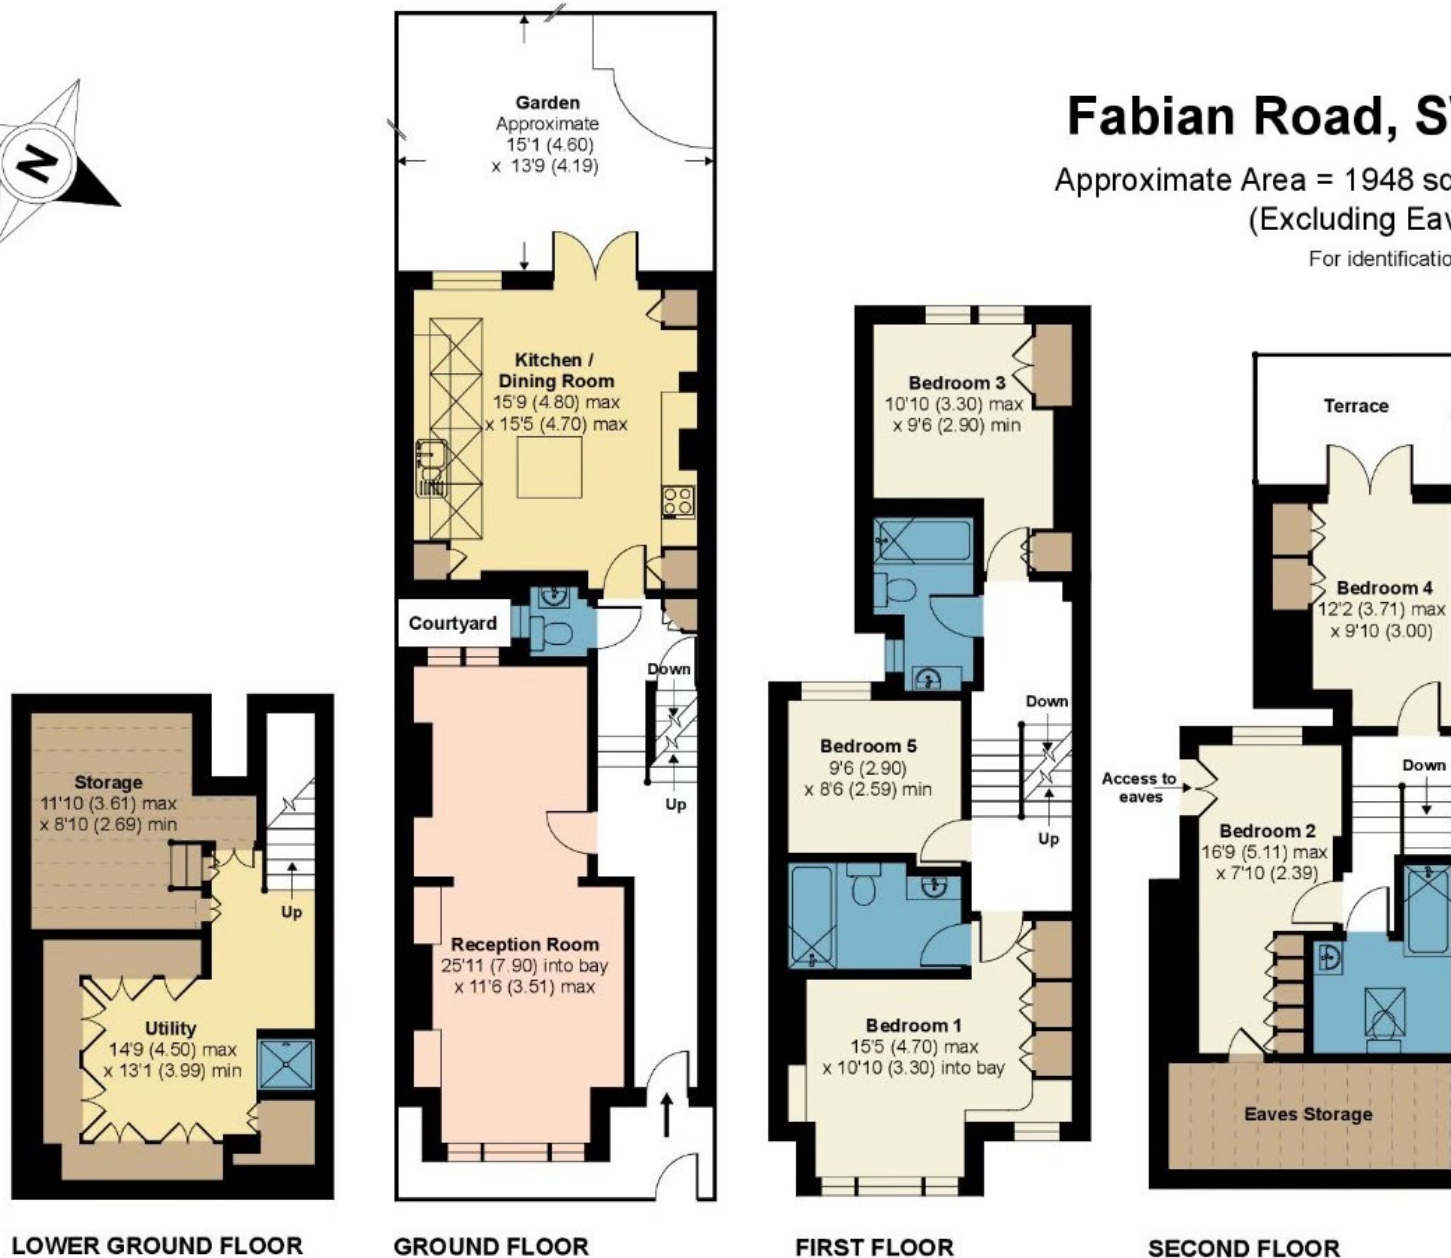 N
Fabian Road, S
Approximate Area = 1948 sq
(Excluding Eav
For identificatio
Garden
Approximate
15'1 (4.60)
x 13'9 (4.19)
Kitchen /
Dining Room
15'9 (4.80) max
x 15'5 (4.70) max
Courtyard
Down
Up
Reception Room
25'11 (7.90) into bay
x 11'6 (3.51) max
Storage
11'10 (3.61) max
x 8'10 (2.69) min
Up
Utility
14'9 (4.50) max
x 13'1 (3.99) min
Bedroom 3
10'10 (3.30) max
x 9'6 (2.90) min
Down
Up
Bedroom 5
9'6 (2.90)
x 8'6 (2.59) min
Bedroom 1
15'5 (4.70) max
x 10'10 (3.30) into bay
Terrace
Bedroom 4
12'2 (3.71) max
x 9'10 (3.00)
Down
Access to
eaves
Bedroom 2
16'9 (5.11) max
x 7'10 (2.39)
Eaves Storage
LOWER GROUND FLOOR
GROUND FLOOR
FIRST FLOOR
SECOND FLOOR